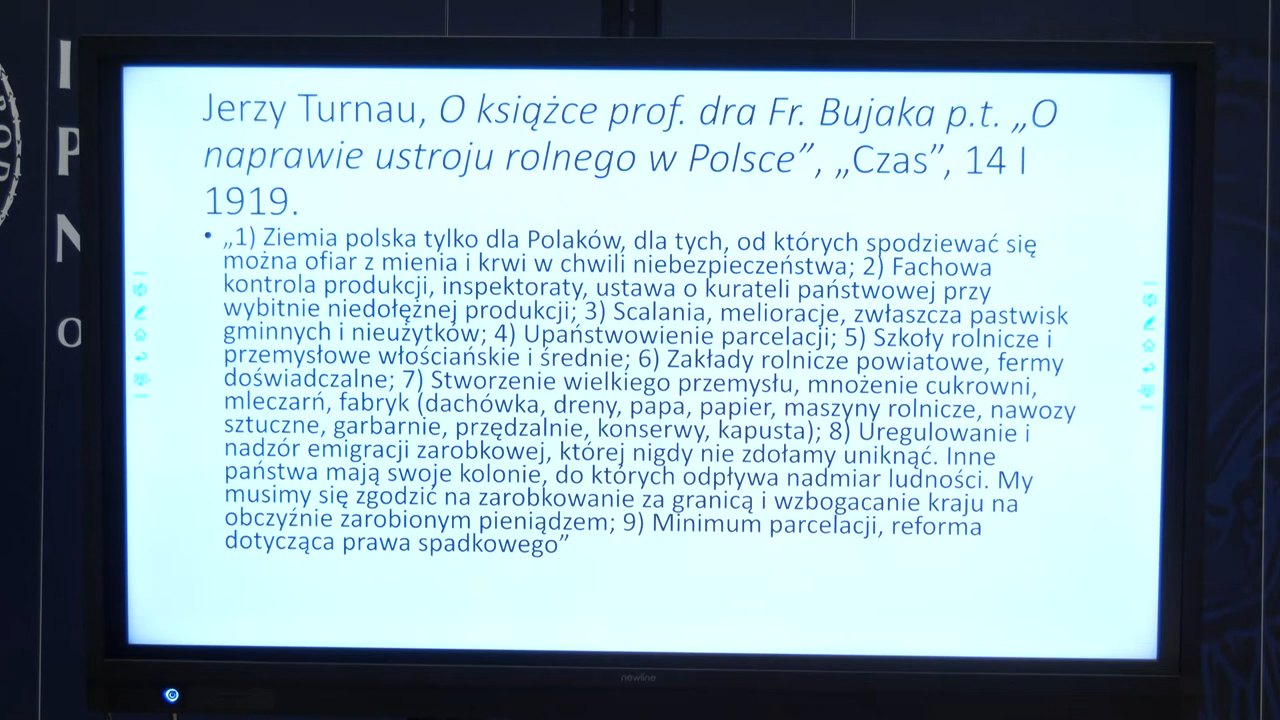 Jerzy Turnau, O książce prof. dra Fr. Bujaka p.t. „O
naprawie ustroju rolnego w Polsce”, „Czas”, 14 I
1919.
• „1) Ziemia polska tylko dla Polaków, dla tych, od których spodziewać się
można ofiar z mienia i krwi w chwili niebezpieczeństwa; 2) Fachowa
kontrola produkcji, inspektoraty, ustawa o kurateli państwowej przy
wybitnie niedołężnej produkcji; 3) Scalania, melioracje, zwłaszcza pastwisk
gminnych i nieużytków; 4) Upaństwowienie parcelacji; 5) Szkoły rolnicze i
przemysłowe włościańskie i średnie; 6) Zakłady rolnicze powiatowe, fermy
doświadczalne; 7) Stworzenie wielkiego przemysłu, mnożenie cukrowni,
mleczarń, fabryk (dachówka, dreny, papa, papier, maszyny rolnicze, nawozy
sztuczne, garbarnie, przędzalnie, konserwy, kapusta); 8) Uregulowanie i
nadzór emigracji zarobkowej, której nigdy nie zdołamy uniknąć. Inne
państwa mają swoje kolonie, do których odpływa nadmiar ludności. My
musimy się zgodzić na zarobkowanie za granicą i wzbogacanie kraju na
obczyźnie zarobionym pieniądzem; 9) Minimum parcelacji, reforma
dotycząca prawa spadkowego”
newline
I
P
N
O